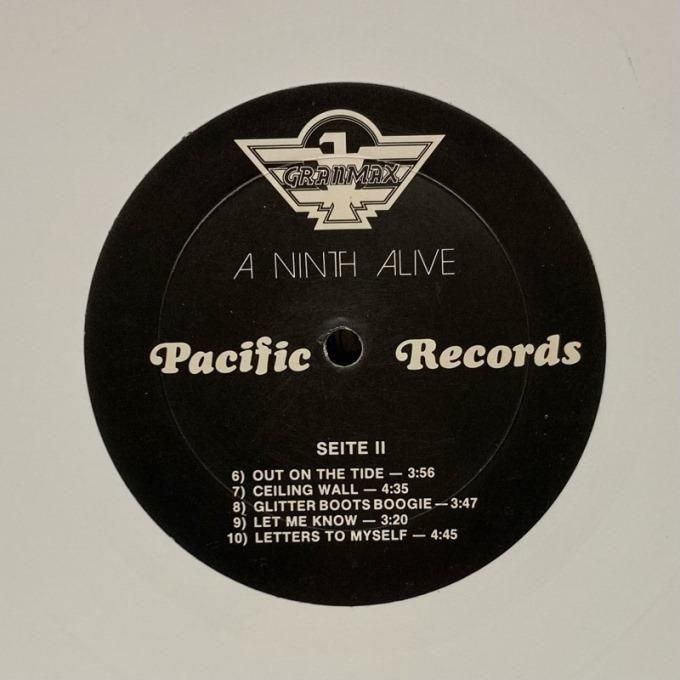 GRANMAX
A NINTH ALIVE
Pacific Records
SEITE II
6) OUT ON THE TIDE — 3:56
7) CEILING WALL — 4:35
8) GLITTER BOOTS BOOGIE — 3:47
9) LET ME KNOW — 3:20
10) LETTERS TO MYSELF — 4:45